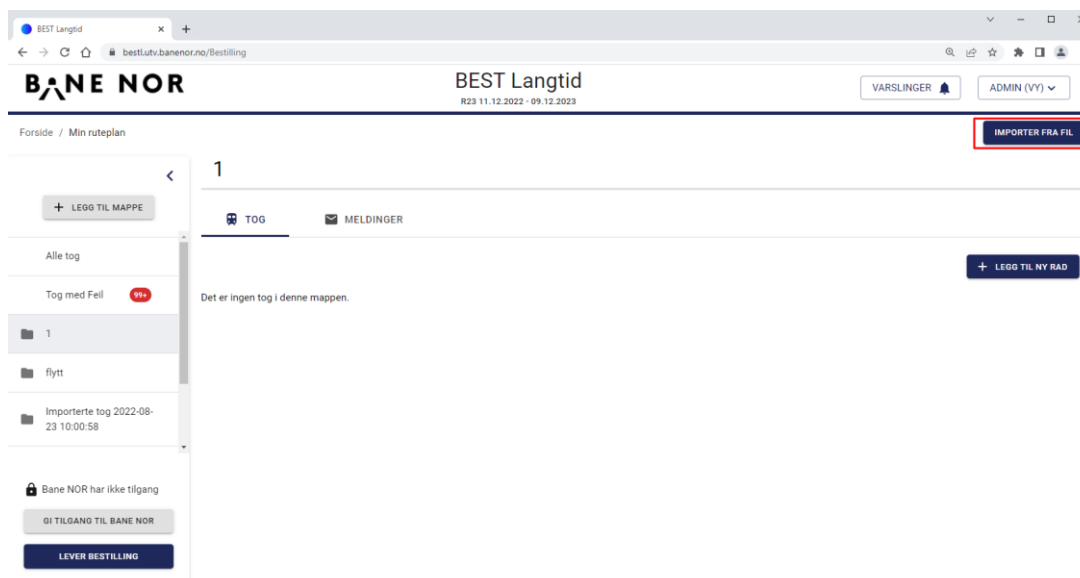 BEST Langtid
bestl.utv.banenor.no/Bestilling
BANE NOR
BEST Langtid
R23 11.12.2022 - 09.12.2023
VARSLINGER
ADMIN (VY)
Forside / Min ruteplan
IMPORTER FRA FIL
1
+ LEGG TIL MAPPE
TOG
MELDINGER
Alle tog
+ LEGG TIL NY RAD
Tog med Feil 99+
Det er ingen tog i denne mappen.
1
flytt
Importerte tog 2022-08-
23 10:00:58
Bane NOR har ikke tilgang
GI TILGANG TIL BANE NOR
LEVER BESTILLING